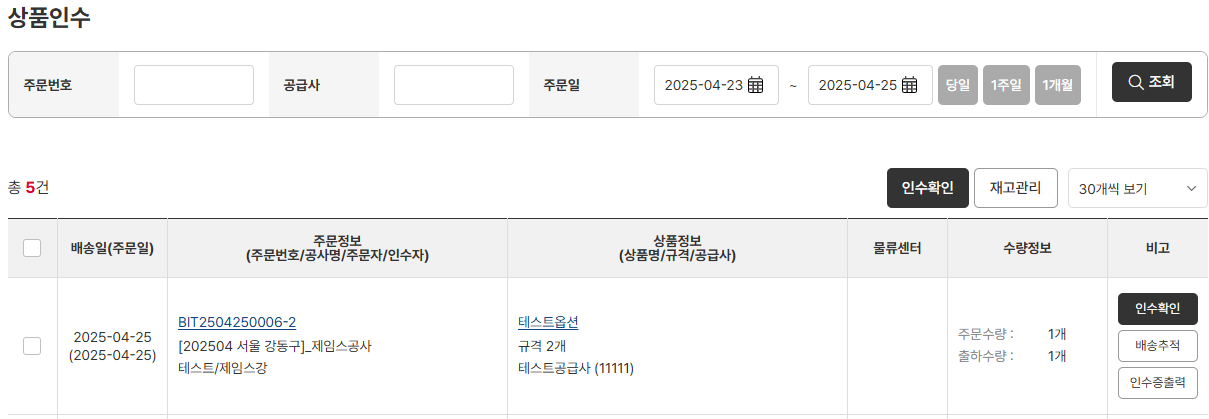 상품인수
주문번호 공급사 주문일 2025-04-23 ~ 2025-04-25 당일 1주일 1개월 조회
총 5건 인수확인 재고관리 30개씩 보기
배송일(주문일) 주문정보 (주문번호/공사명/주문자/인수자) 상품정보 (상품명/규격/공급사) 물류센터 수량정보 비고
2025-04-25
(2025-04-25)
BIT2504250006-2
[202504 서울 강동구]_제임스공사
테스트/제임스강
테스트옵션
규격 2개
테스트공급사 (11111)
주문수량 : 1개
출하수량 : 1개
인수확인
배송추적
인수증출력